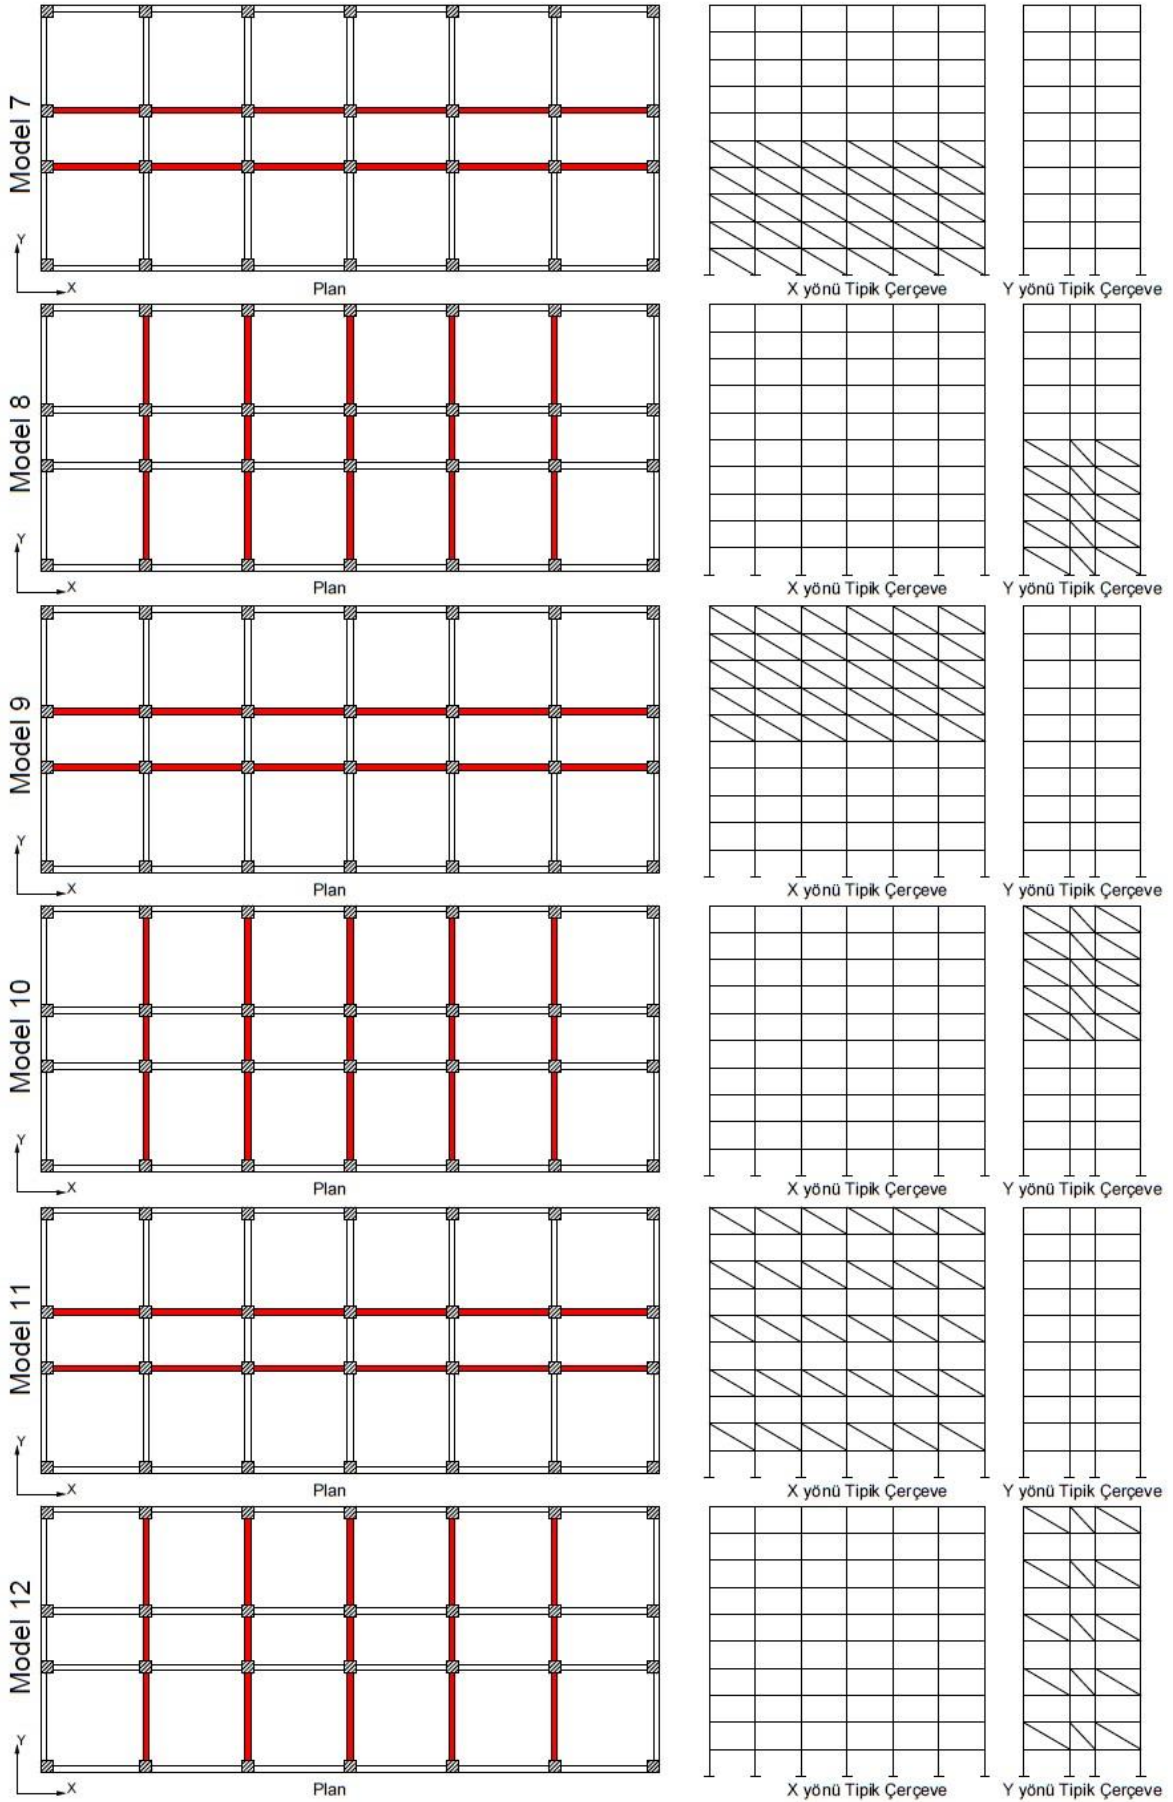 Model 7
Y
X
Plan
X yönü Tipik Çerçeve
Y yönü Tipik Çerçeve
Model 8
Y
X
Plan
X yönü Tipik Çerçeve
Y yönü Tipik Çerçeve
Model 9
Y
X
Plan
X yönü Tipik Çerçeve
Y yönü Tipik Çerçeve
Model 10
Y
X
Plan
X yönü Tipik Çerçeve
Y yönü Tipik Çerçeve
Model 11
Y
X
Plan
X yönü Tipik Çerçeve
Y yönü Tipik Çerçeve
Model 12
Y
X
Plan
X yönü Tipik Çerçeve
Y yönü Tipik Çerçeve